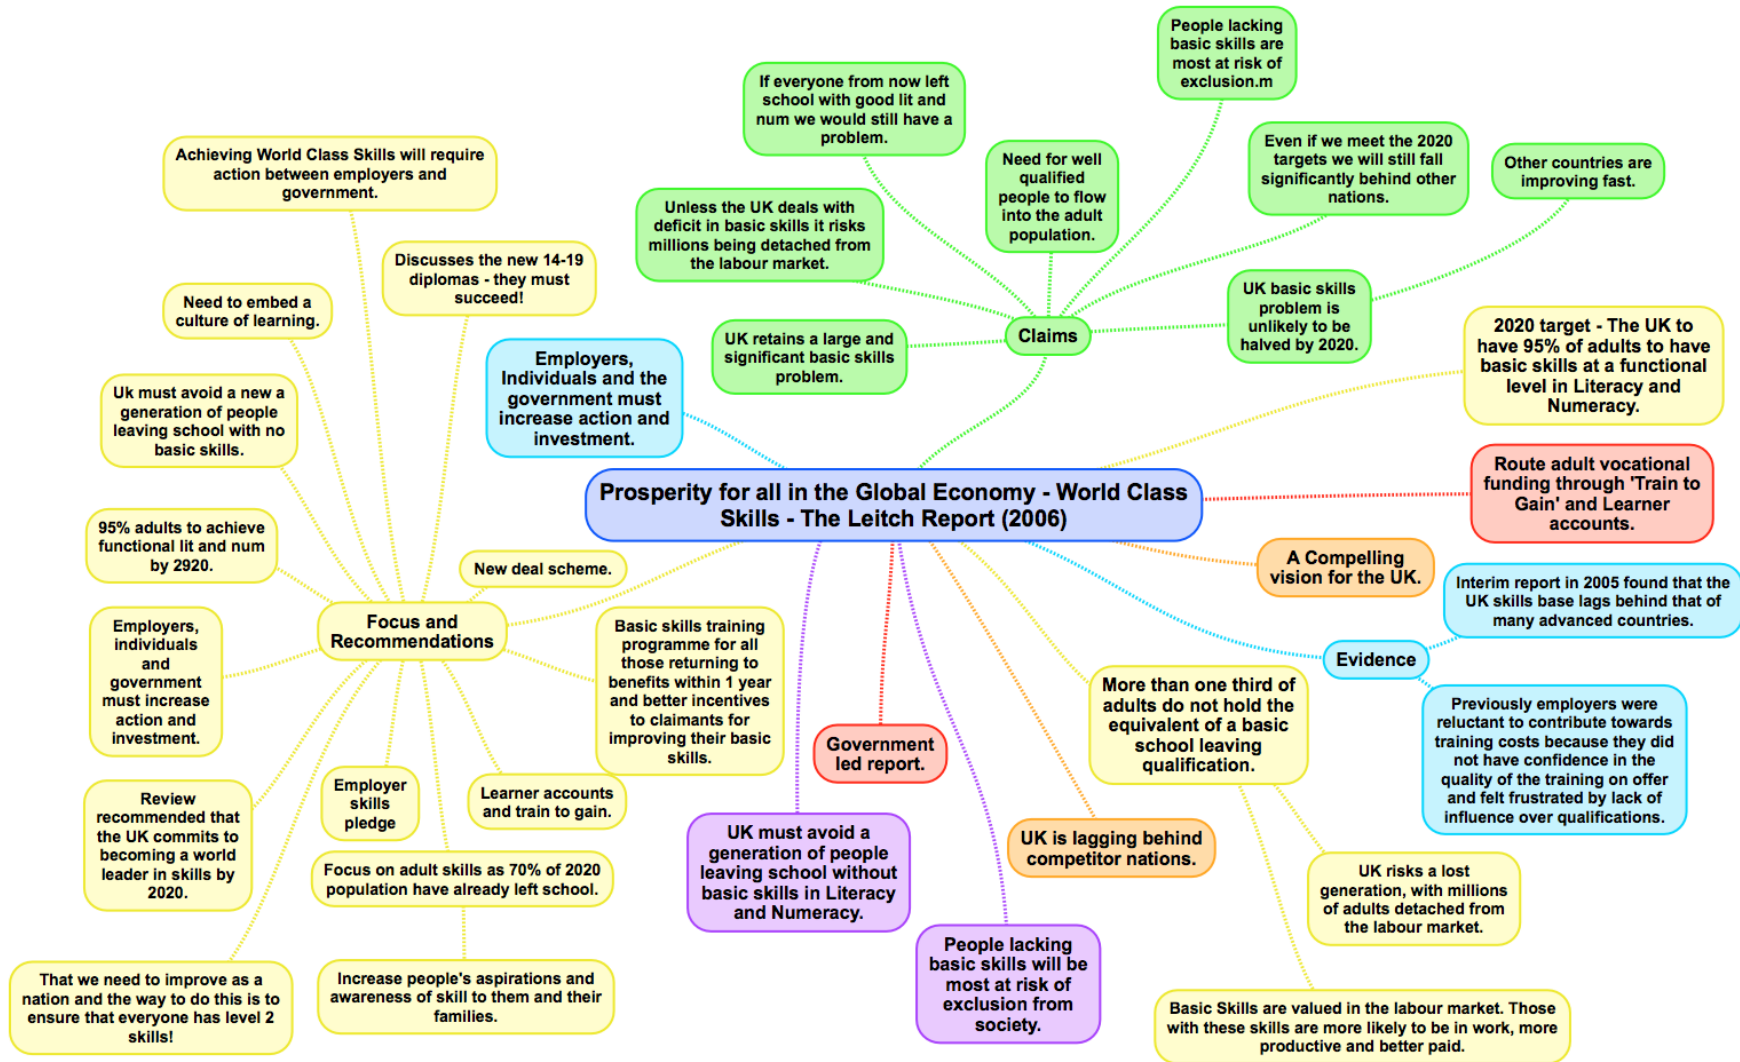 People lacking
basic skills are
most at risk of
exclusion.m
If everyone from now left
school with good lit and
num we would still have a
problem.
Achieving World Class Skills will require
action between employers and
government.
Need for well
qualified
people to flow
into the adult
population.
Even if we meet the 2020
targets we will still fall
significantly behind other
nations.
Other countries are
improving fast.
Unless the UK deals with
deficit in basic skills it risks
millions being detached from
the labour market.
Discusses the new 14-19
diplomas - they must
succeed!
Need to embed a
culture of learning.
UK basic skills
problem is
unlikely to be
halved by 2020.
Claims
UK retains a large and
significant basic skills
problem.
2020 target - The UK to
have 95% of adults to have
basic skills at a functional
level in Literacy and
Numeracy.
Employers,
Individuals and the
government must
increase action and
investment.
Uk must avoid a new a
generation of people
leaving school with no
basic skills.
Route adult vocational
funding through 'Train to
Gain' and Learner
accounts.
Prosperity for all in the Global Economy - World Class
Skills - The Leitch Report (2006)
95% adults to achieve
functional lit and num
by 2920.
New deal scheme.
A Compelling
vision for the UK.
Interim report in 2005 found that the
UK skills base lags behind that of
many advanced countries.
Focus and
Recommendations
Employers,
individuals
and
government
must increase
action and
investment.
Basic skills training
programme for all
those returning to
benefits within 1 year
and better incentives
to claimants for
improving their basic
skills.
Evidence
More than one third of
adults do not hold the
equivalent of a basic
school leaving
qualification.
Previously employers were
reluctant to contribute towards
training costs because they did
not have confidence in the
quality of the training on offer
and felt frustrated by lack of
influence over qualifications.
Government
led report.
Employer
skills
pledge
Learner accounts
and train to gain.
Review
recommended that
the UK commits to
becoming a world
leader in skills by
2020.
UK must avoid a
generation of people
leaving school without
basic skills in Literacy
and Numeracy.
UK is lagging behind
competitor nations.
Focus on adult skills as 70% of 2020
population have already left school.
UK risks a lost
generation, with millions
of adults detached from
the labour market.
People lacking
basic skills will be
most at risk of
exclusion from
society.
That we need to improve as a
nation and the way to do this is to
ensure that everyone has level 2
skills!
Increase people's aspirations and
awareness of skill to them and their
families.
Basic Skills are valued in the labour market. Those
with these skills are more likely to be in work, more
productive and better paid.